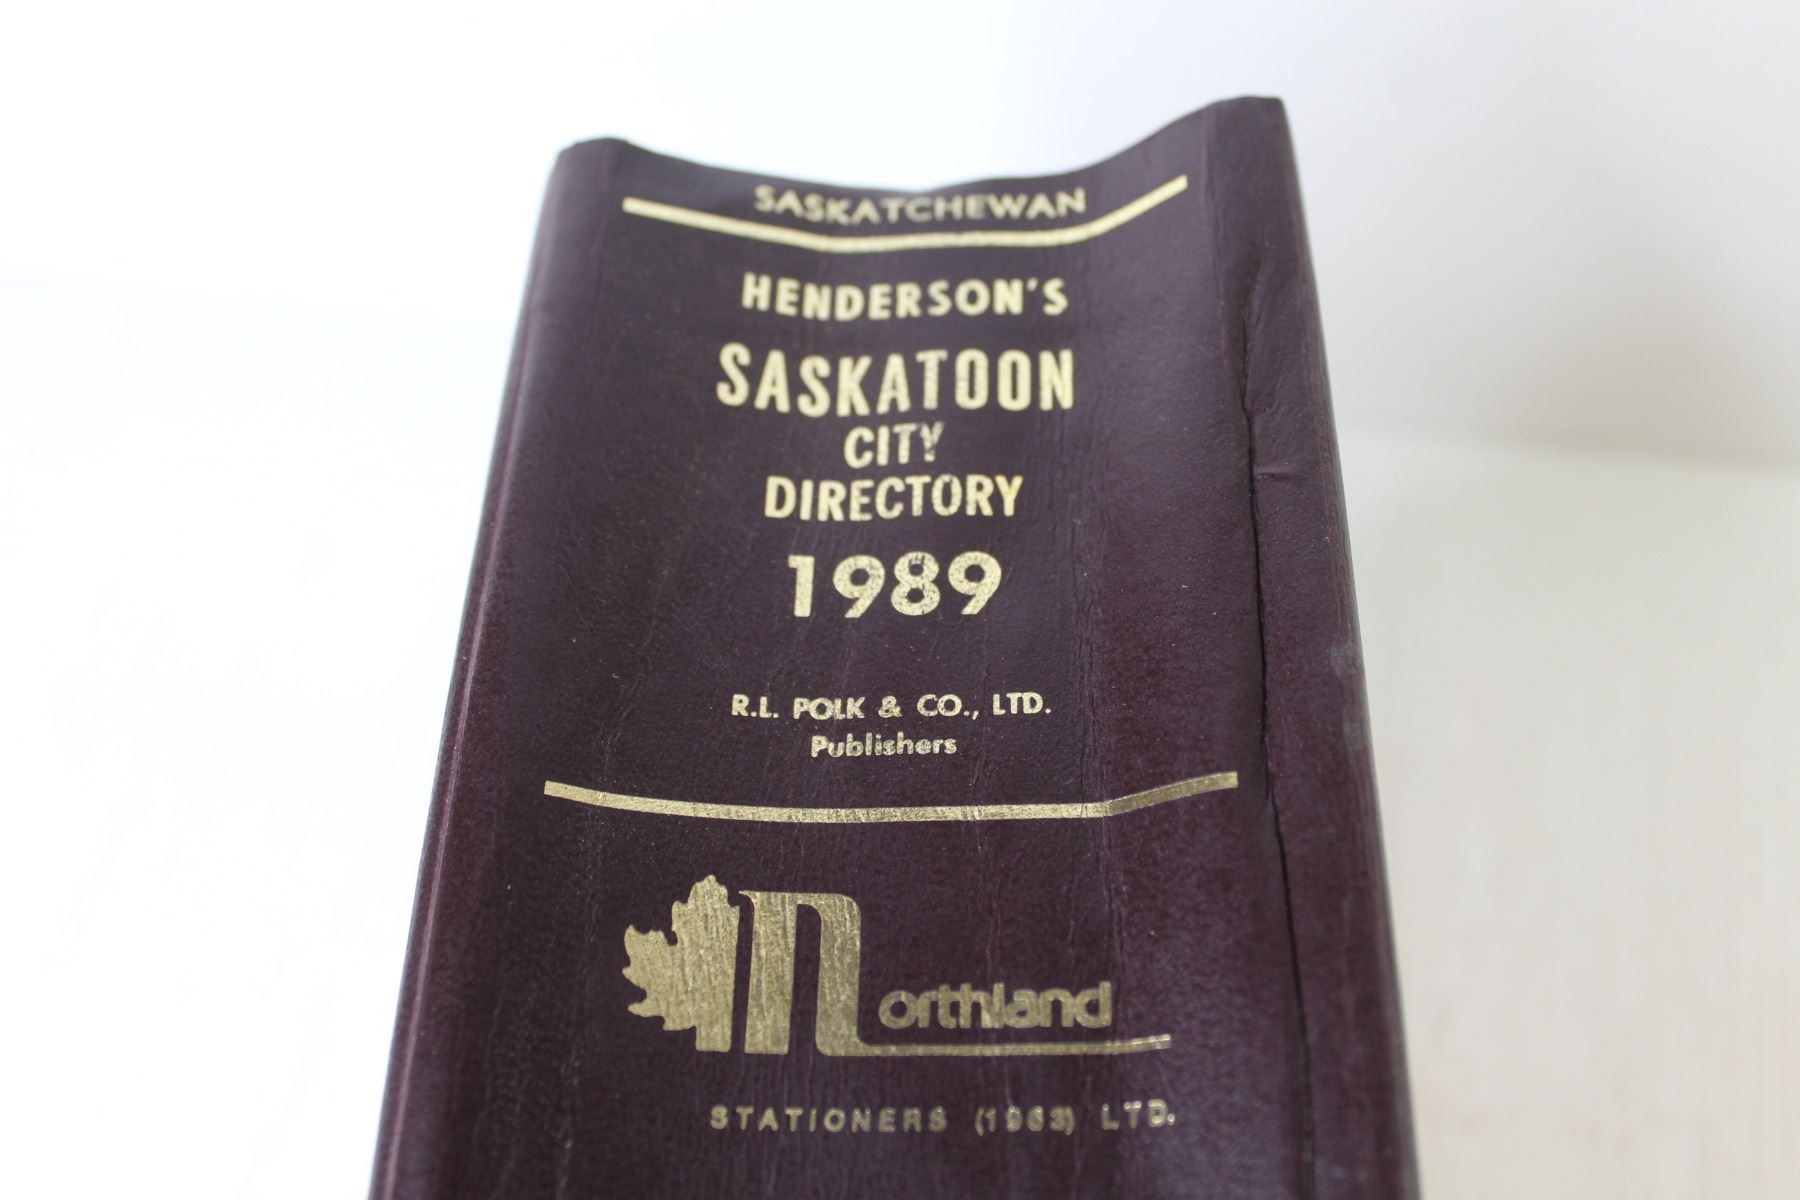 SASKATCHEWAN
HENDERSON'S
SASKATOON
CITY
DIRECTORY
1989
R.L. POLK & CO., LTD.
Publishers
Northland
STATIONERS (1963) LTD.